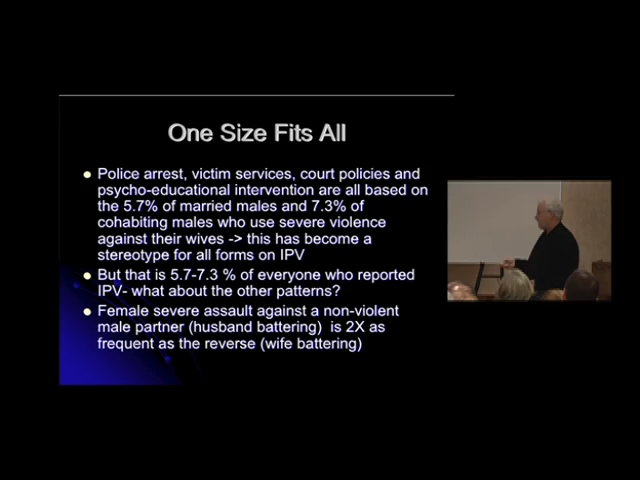 One Size Fits All
Police arrest, victim services, court policies and
psycho-educational intervention are all based on
the 5.7% of married males and 7.3% of
cohabiting males who use severe violence
against their wives -> this has become a
stereotype for all forms on IPV
But that is 5.7-7.3 % of everyone who reported
IPV- what about the other patterns?
Female severe assault against a non-violent
male partner (husband battering) is 2X as
frequent as the reverse (wife battering)